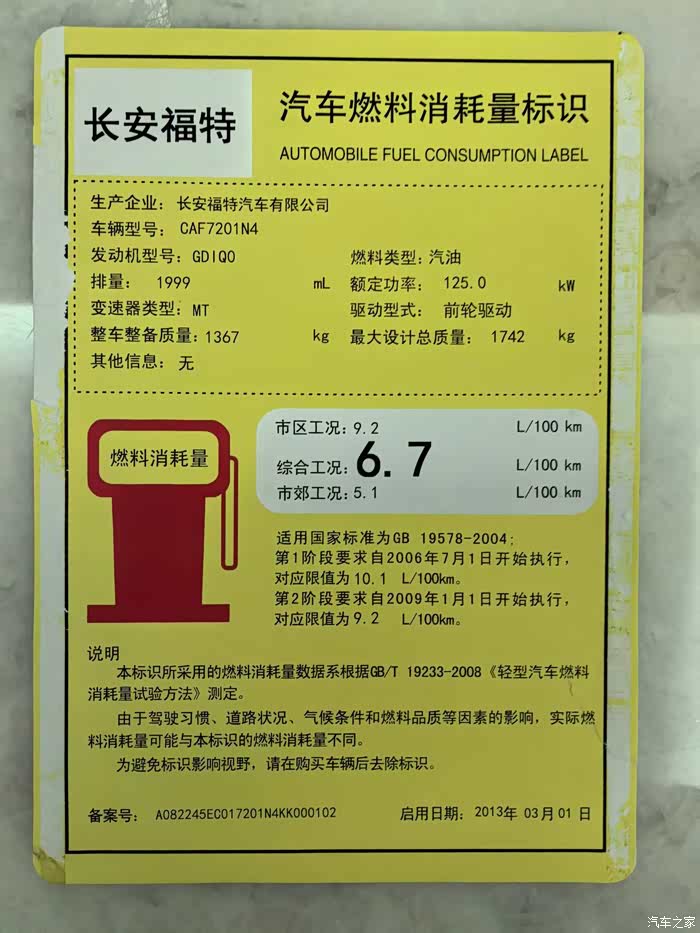 长安福特
汽车燃料消耗量标识
AUTOMOBILE FUEL CONSUMPTION LABEL
生产企业: 长安福特汽车有限公司
车辆型号: CAF7201N4
发动机型号: GDIQ0 燃料类型: 汽油
排量: 1999 mL 额定功率: 125.0 kW
变速器类型: MT 驱动型式: 前轮驱动
整车整备质量: 1367 kg 最大设计总质量: 1742 kg
其他信息: 无
燃料消耗量
市区工况: 9.2 L/100 km
综合工况: 6.7 L/100 km
市郊工况: 5.1 L/100 km
适用国家标准为GB 19578-2004;
第1阶段要求自2006年7月1日开始执行,
对应限值为10.1 L/100km。
第2阶段要求自2009年1月1日开始执行,
对应限值为9.2 L/100km。
说明
本标识所采用的燃料消耗量数据系根据GB/T 19233-2008《轻型汽车燃料
消耗量试验方法》测定。
由于驾驶习惯、道路状况、气候条件和燃料品质等因素的影响, 实际燃
料消耗量可能与本标识的燃料消耗量不同。
为避免标识影响视野, 请在购买车辆后去除标识。
备案号: A082245EC017201N4KK000102 启用日期: 2013年 03月 01 日
汽车之家